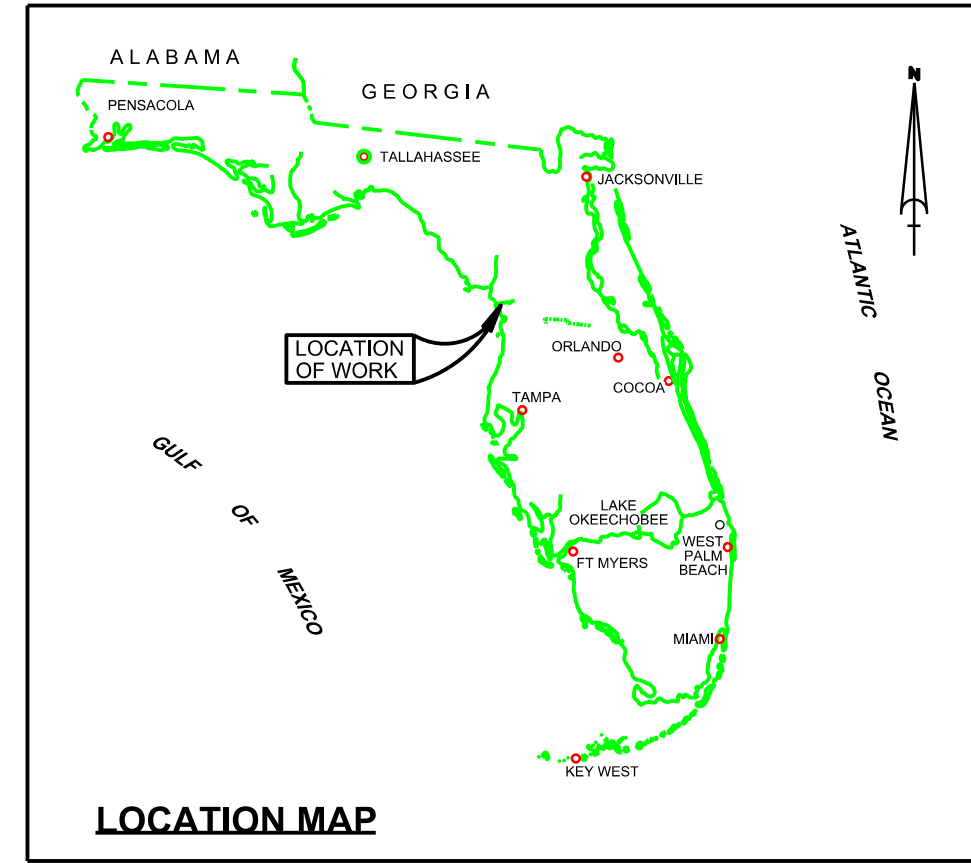 ALABAMA
GEORGIA
N
PENSACOLA
TALLAHASSEE
JACKSONVILLE
ATLANTIC
OCEAN
LOCATION
OF WORK
ORLANDO
COCOA
TAMPA
GULF
OF
MEXICO
LAKE
OKEECHOBEE
WEST
PALM
BEACH
FT MYERS
MIAMI
KEY WEST
LOCATION MAP